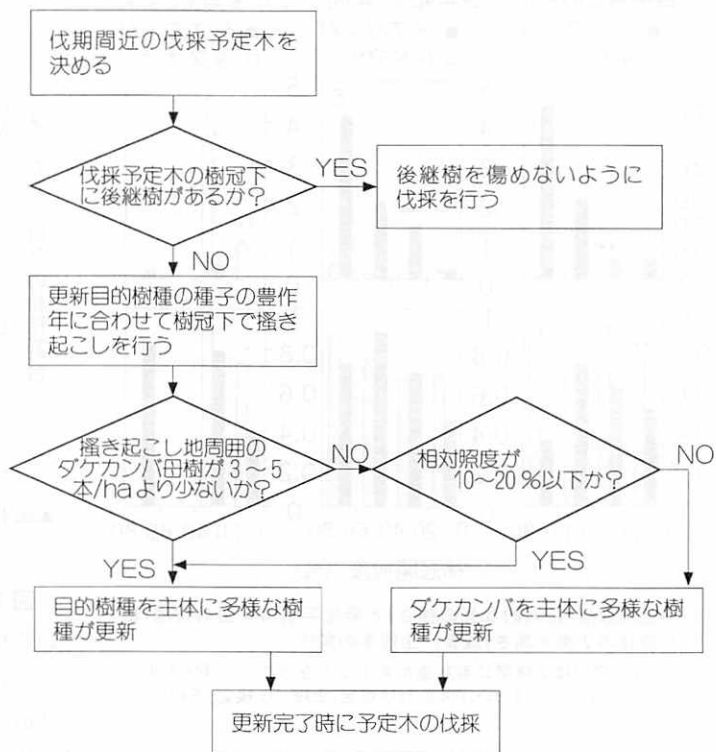 伐期間近の伐採予定木を
決める
伐採予定木の樹冠下
に後継樹があるか？
YES
後継樹を傷めないように
伐採を行う
NO
更新目的樹種の種子の豊作
年に合わせて樹冠下で掻き
起こしを行う
掻き起こし地周囲の
ダケカンバ母樹が3～5
本/haより少ないか？
NO
相対照度が
10～20％以下か？
NO
YES
YES
目的樹種を主体に多様な樹
種が更新
ダケカンバを主体に多様な樹
種が更新
更新完了時に予定木の伐採